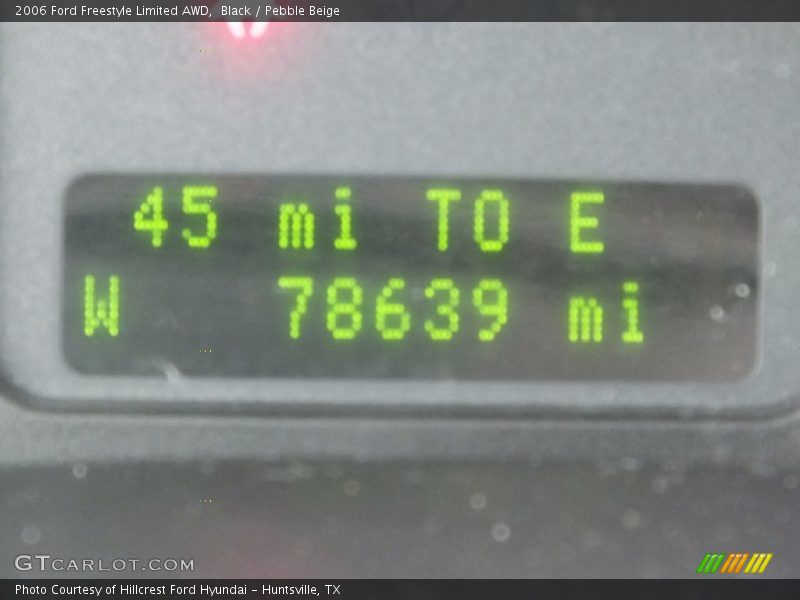 2006 Ford Freestyle Limited AWD, Black / Pebble Beige
45 mi TO E
W 78639 mi
GTCARLOT.COM
Photo Courtesy of Hillcrest Ford Hyundai - Huntsville, TX